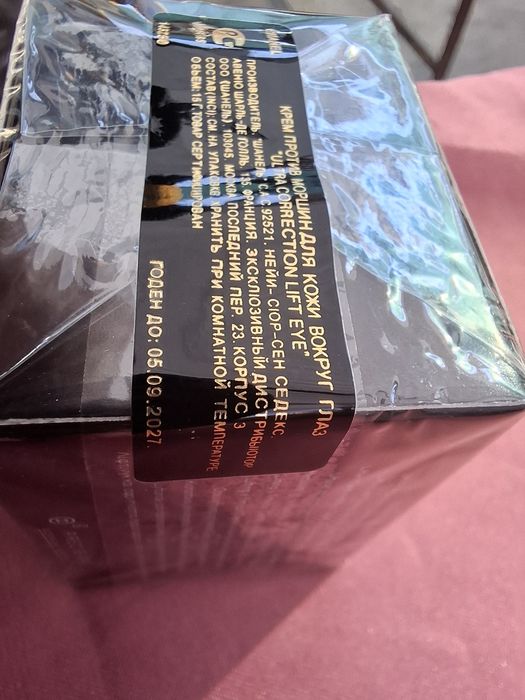 CHANEL
КРЕМ ПРОТИВ МОРЩИН ДЛЯ КОЖИ ВОКРУГ ГЛАЗ
"ULTRA CORRECTION LIFT EYE"
ПРОИЗВОДИТЕЛЬ: "ШАНЕЛЬ" С.А.С. 92521, НЕЙИ-СЮР-СЕН СЕДЕКС,
АВЕНЮ ШАРЛЬ ДЕ ГОЛЛЬ, 135, ФРАНЦИЯ. ЭКСКЛЮЗИВНЫЙ ДИСТРИБЬЮТОР
ООО "ШАНЕЛЬ", 103045, МОСКВА, ПОСЛЕДНИЙ ПЕР. 23, КОРПУС 3
СОСТАВ(INCI): СМ. НА УПАКОВКЕ ХРАНИТЬ ПРИ КОМНАТНОЙ ТЕМПЕРАТУРЕ
ОБЪЕМ: 15 Г. ТОВАР СЕРТИФИЦИРОВАН
ГОДЕН ДО: 05.09.2027.